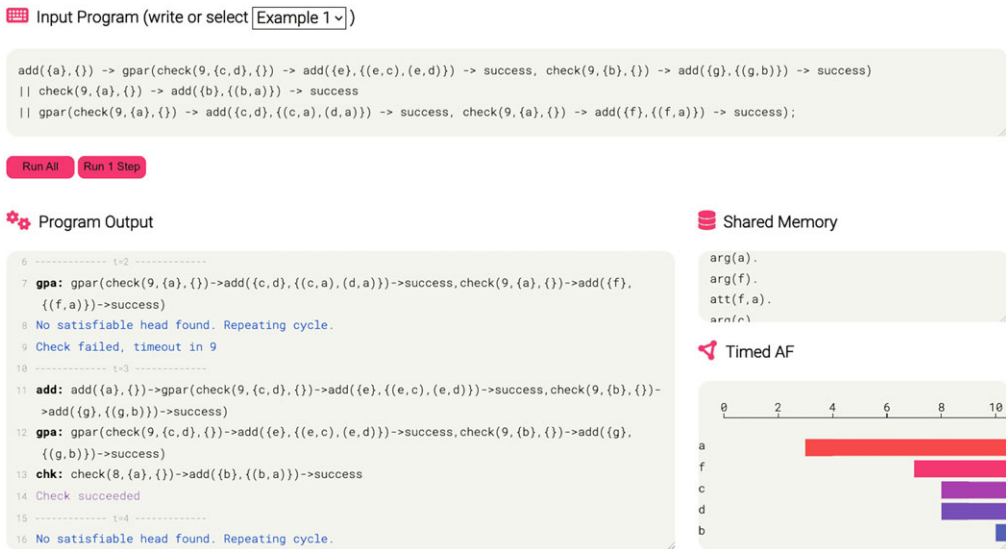 Input Program (write or select Example 1 )
add({a},{}) -> gpar(check(9,{c,d},{}) -> add({e},{(e,c),(e,d)}) -> success, check(9,{b},{}) -> add({g},{(g,b)}) -> success)
|| check(9,{a},{}) -> add({b},{(b,a)}) -> success
|| gpar(check(9,{a},{}) -> add({c,d},{(c,a),(d,a)}) -> success, check(9,{a},{}) -> add({f},{(f,a)}) -> success);
Run All Run 1 Step
Program Output
6 ------------ t=2 ------------
7 gpa: gpar(check(9,{a},{})->add({c,d},{(c,a),(d,a)})->success,check(9,{a},{})->add({f},
{(f,a)})->success)
8 No satisfiable head found. Repeating cycle.
9 Check failed, timeout in 9
10 ------------ t=3 ------------
11 add: add({a},{})->gpar(check(9,{c,d},{})->add({e},{(e,c),(e,d)})->success,check(9,{b},{})-
>add({g},{(g,b)})->success)
12 gpa: gpar(check(9,{c,d},{})->add({e},{(e,c),(e,d)})->success,check(9,{b},{})->add({g},
{(g,b)})->success)
13 chk: check(8,{a},{})->add({b},{(b,a)})->success
14 Check succeeded
15 ------------ t=4 ------------
16 No satisfiable head found. Repeating cycle.
Shared Memory
arg(a).
arg(f).
att(f,a).
arg(c)
Timed AF
0 2 4 6 8 10
a
f
c
d
b